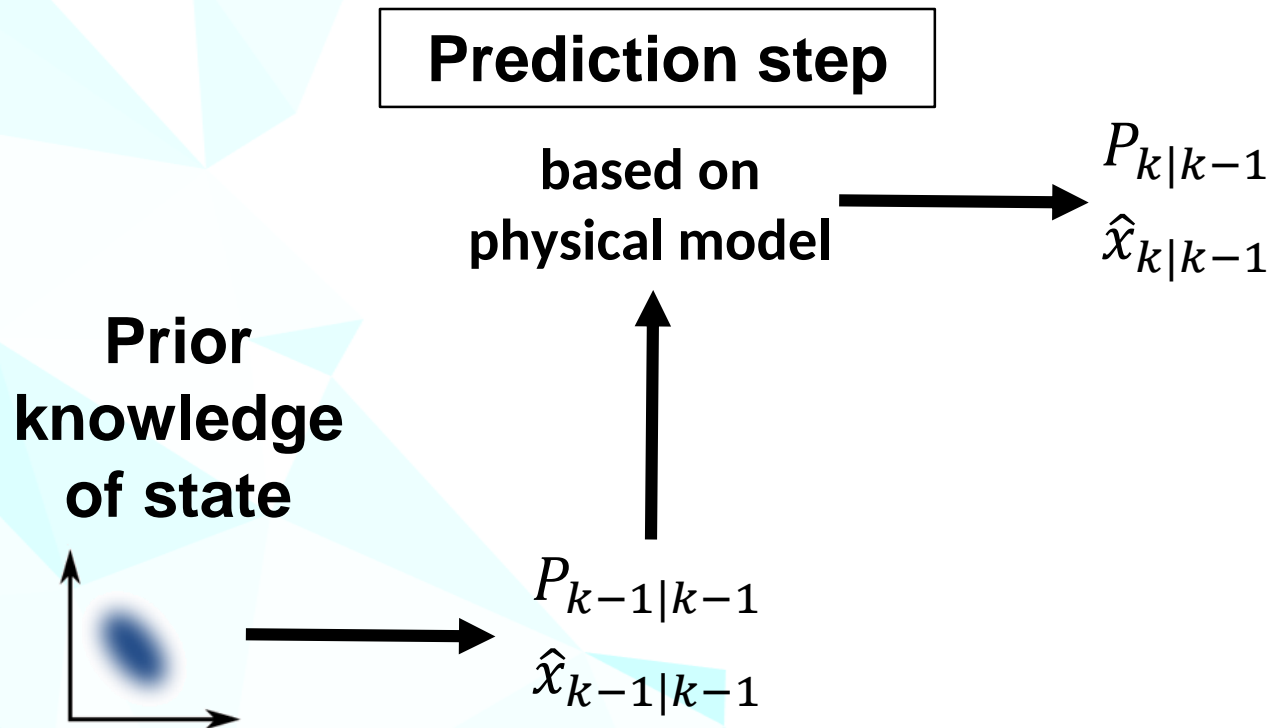 Prediction step
based on
physical model
P_{k|k−1}
x̂_{k|k−1}
Prior
knowledge
of state
P_{k−1|k−1}
x̂_{k−1|k−1}